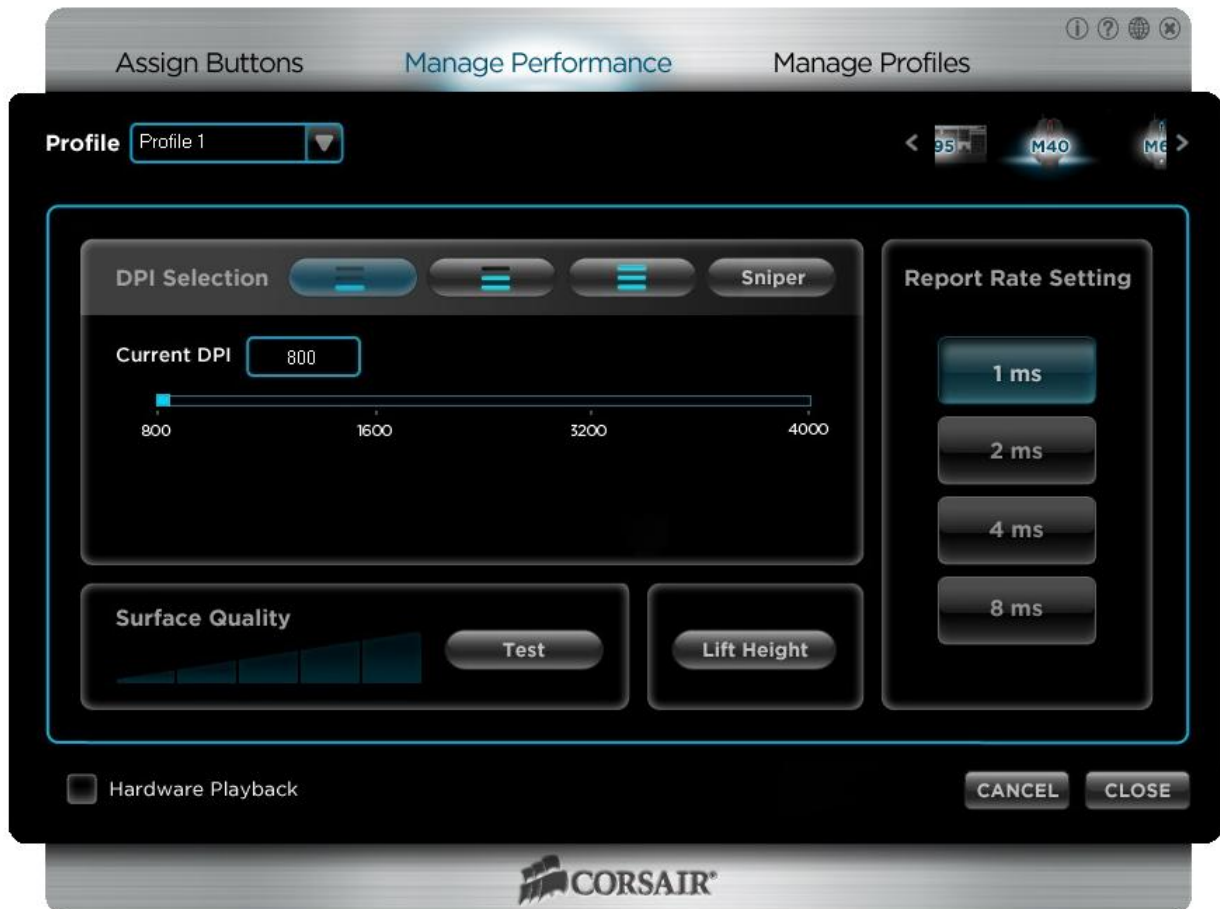 Assign Buttons
Manage Performance
Manage Profiles
Profile
Profile 1
95
M40
M6
DPI Selection
Sniper
Current DPI
800
800
1600
3200
4000
Report Rate Setting
1 ms
2 ms
4 ms
8 ms
Surface Quality
Test
Lift Height
Hardware Playback
CANCEL
CLOSE
CORSAIR®